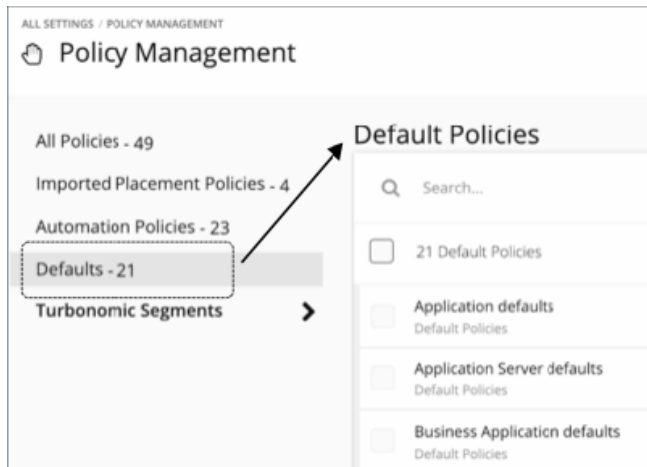 ALL SETTINGS / POLICY MANAGEMENT
Policy Management
All Policies - 49
Imported Placement Policies - 4
Automation Policies - 23
Defaults - 21
Turbonomic Segments
Default Policies
Search...
21 Default Policies
Application defaults
Default Policies
Application Server defaults
Default Policies
Business Application defaults
Default Policies